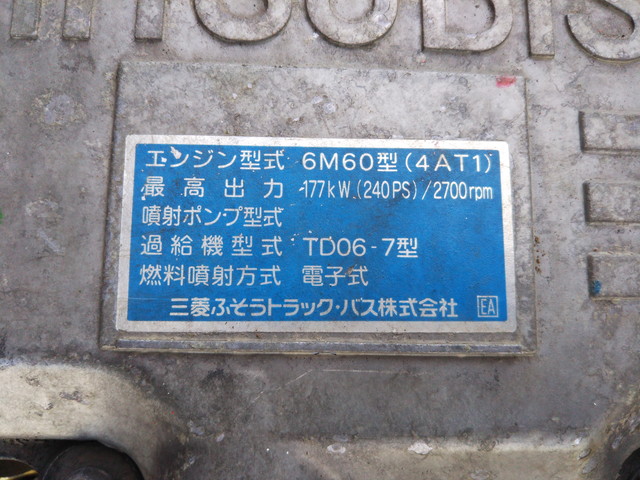 エンジン型式 6M60型(4AT1)
最高出力 177kW(240PS)/2700rpm
噴射ポンプ型式
過給機型式 TD06-7型
燃料噴射方式 電子式
三菱ふそうトラック・バス株式会社 EA